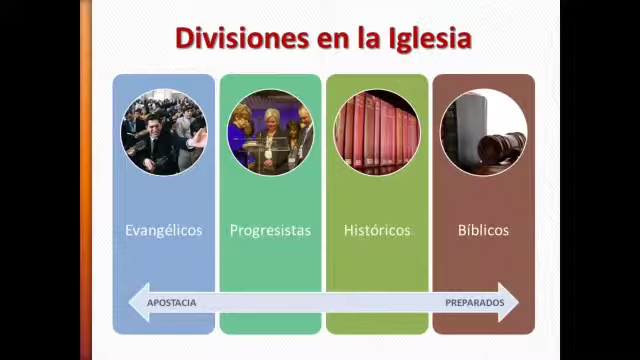 Divisiones en la Iglesia
Evangélicos
Progresistas
Históricos
Bíblicos
APOSTACIA
PREPARADOS